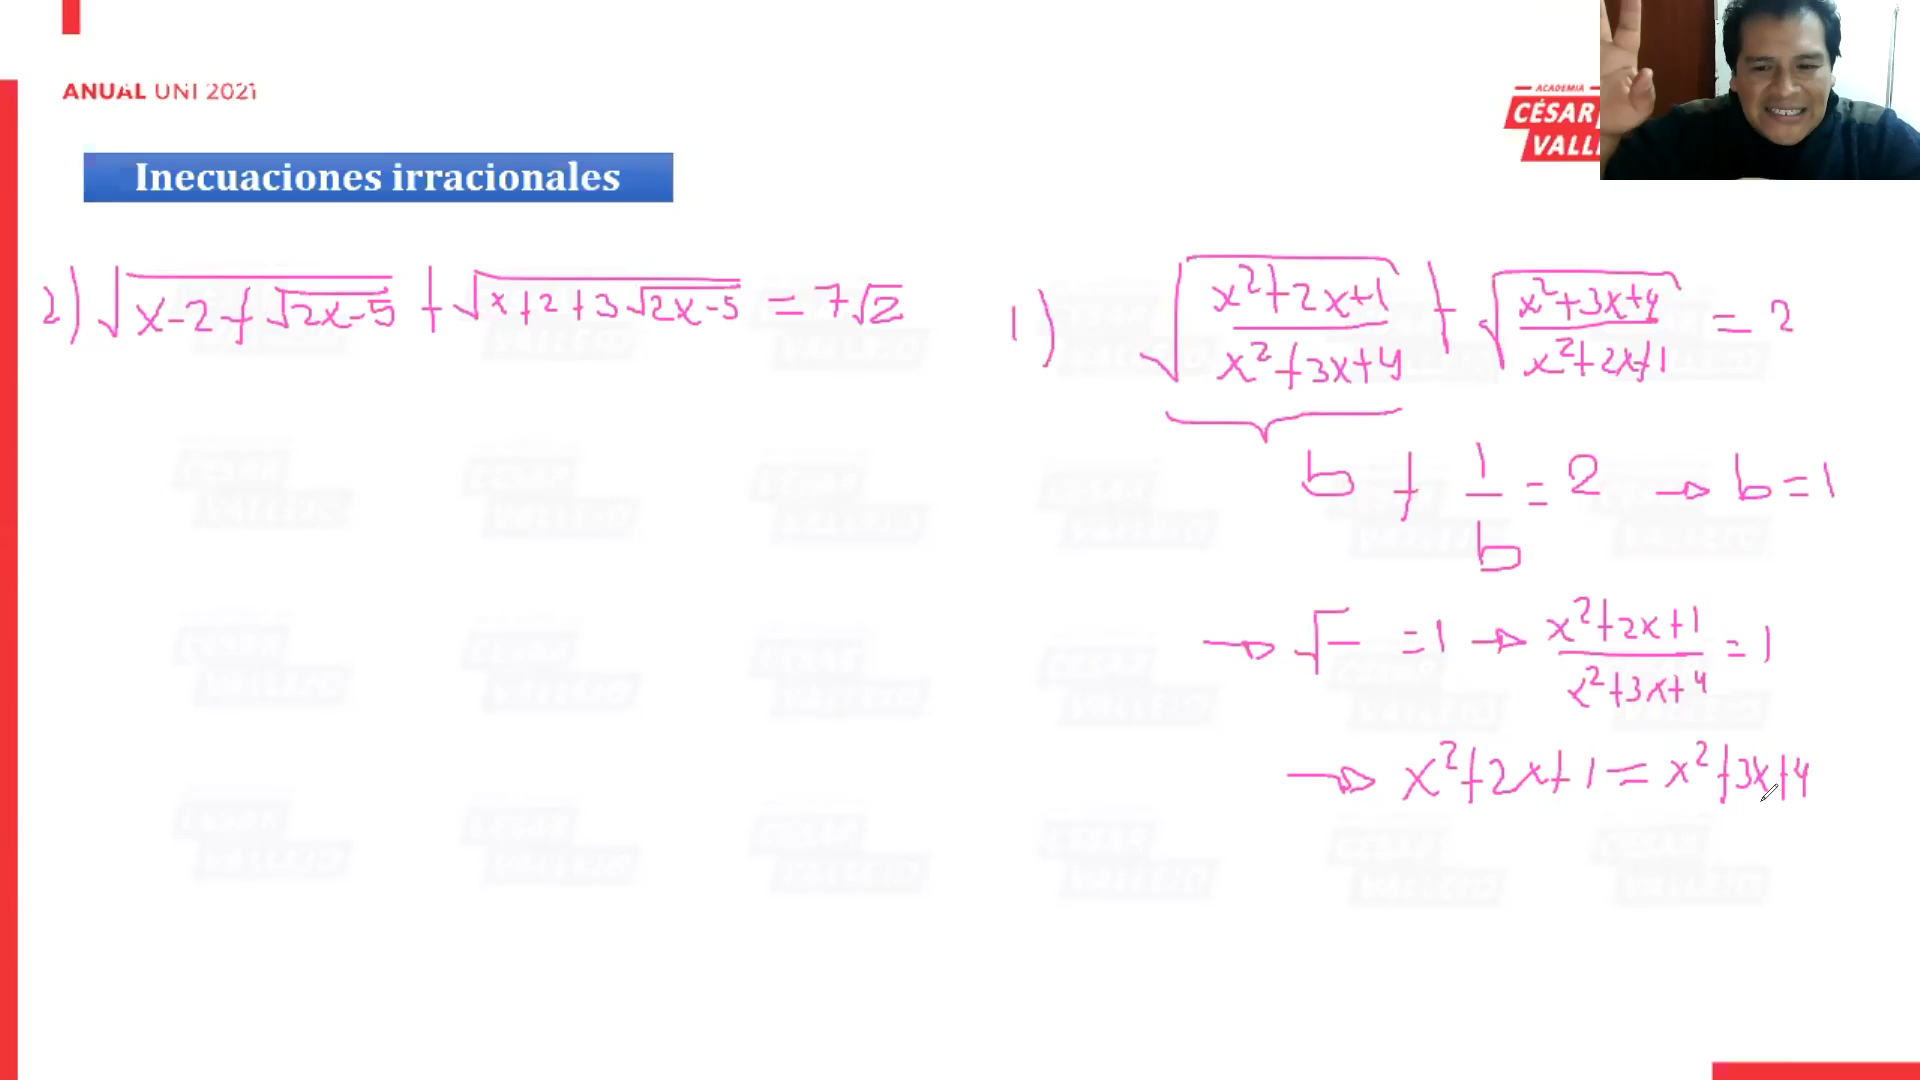 ANUAL UNI 2021
ACADEMIA
CÉSAR
VALL
Inecuaciones irracionales
2) √(x-2+√(2x-5)) + √(x+2+3√(2x-5)) = 7√2
1) √((x²+2x+1)/(x²+3x+4)) + √((x²+3x+4)/(x²+2x+1)) = 2
b + 1/b = 2 → b = 1
→ √ = 1 → (x²+2x+1)/(x²+3x+4) = 1
→ x²+2x+1 = x²+3x+4